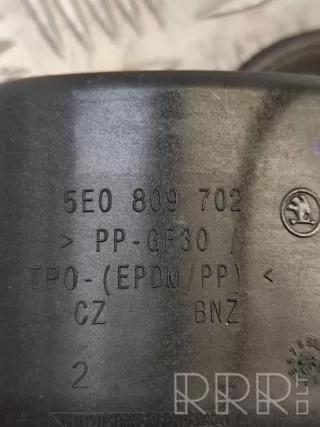 5E0 809 702
> PP-GF30 /
TPO-(EPDM/PP) <
CZ BNZ
2
RRR